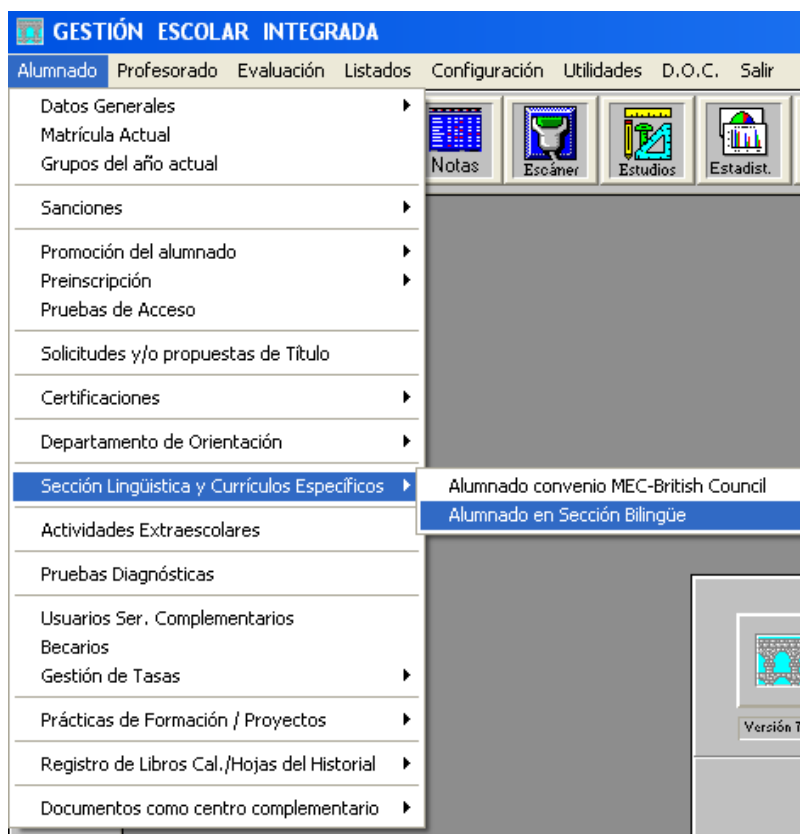 GESTIÓN ESCOLAR INTEGRADA
Alumnado Profesorado Evaluación Listados Configuración Utilidades D.O.C. Salir
Datos Generales
Matrícula Actual
Grupos del año actual
Notas Escáner Estudios Estadist.
Sanciones
Promoción del alumnado
Preinscripción
Pruebas de Acceso
Solicitudes y/o propuestas de Título
Certificaciones
Departamento de Orientación
Sección Lingüistica y Currículos Específicos
Alumnado convenio MEC-British Council
Alumnado en Sección Bilingüe
Actividades Extraescolares
Pruebas Diagnósticas
Usuarios Ser. Complementarios
Becarios
Gestión de Tasas
Prácticas de Formación / Proyectos
Versión
Registro de Libros Cal./Hojas del Historial
Documentos como centro complementario